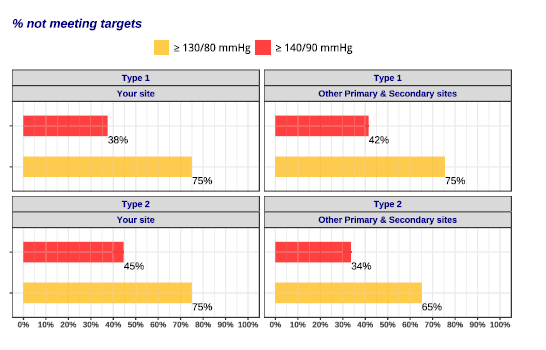 % not meeting targets
≥ 130/80 mmHg ≥ 140/90 mmHg
Type 1 Type 1
Your site Other Primary & Secondary sites
38% 42%
75% 75%
Type 2 Type 2
Your site Other Primary & Secondary sites
45% 34%
75% 65%
0% 10% 20% 30% 40% 50% 60% 70% 80% 90% 100% 0% 10% 20% 30% 40% 50% 60% 70% 80% 90% 100%